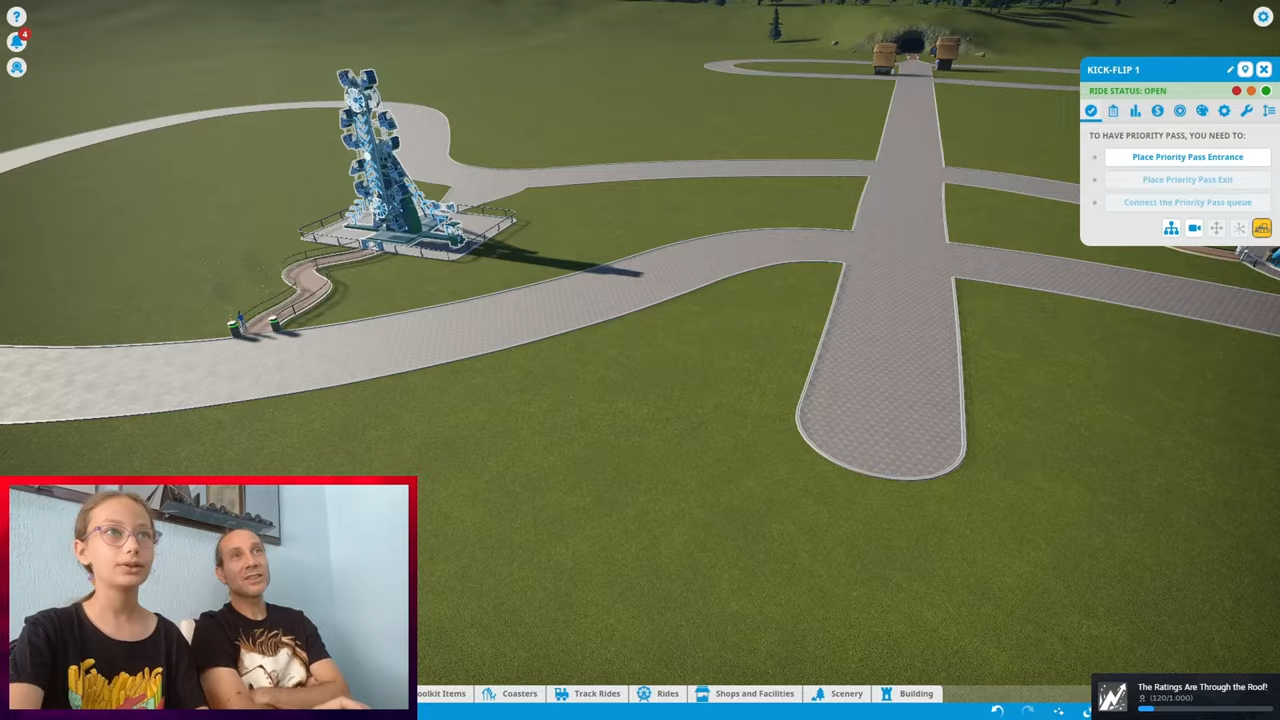 ?
4
KICK-FLIP 1
RIDE STATUS: OPEN
TO HAVE PRIORITY PASS, YOU NEED TO:
Place Priority Pass Entrance
Place Priority Pass Exit
Connect the Priority Pass queue
oolkit Items
Coasters
Track Rides
Rides
Shops and Facilities
Scenery
Building
The Ratings Are Through the Roof!
(120/1.000)